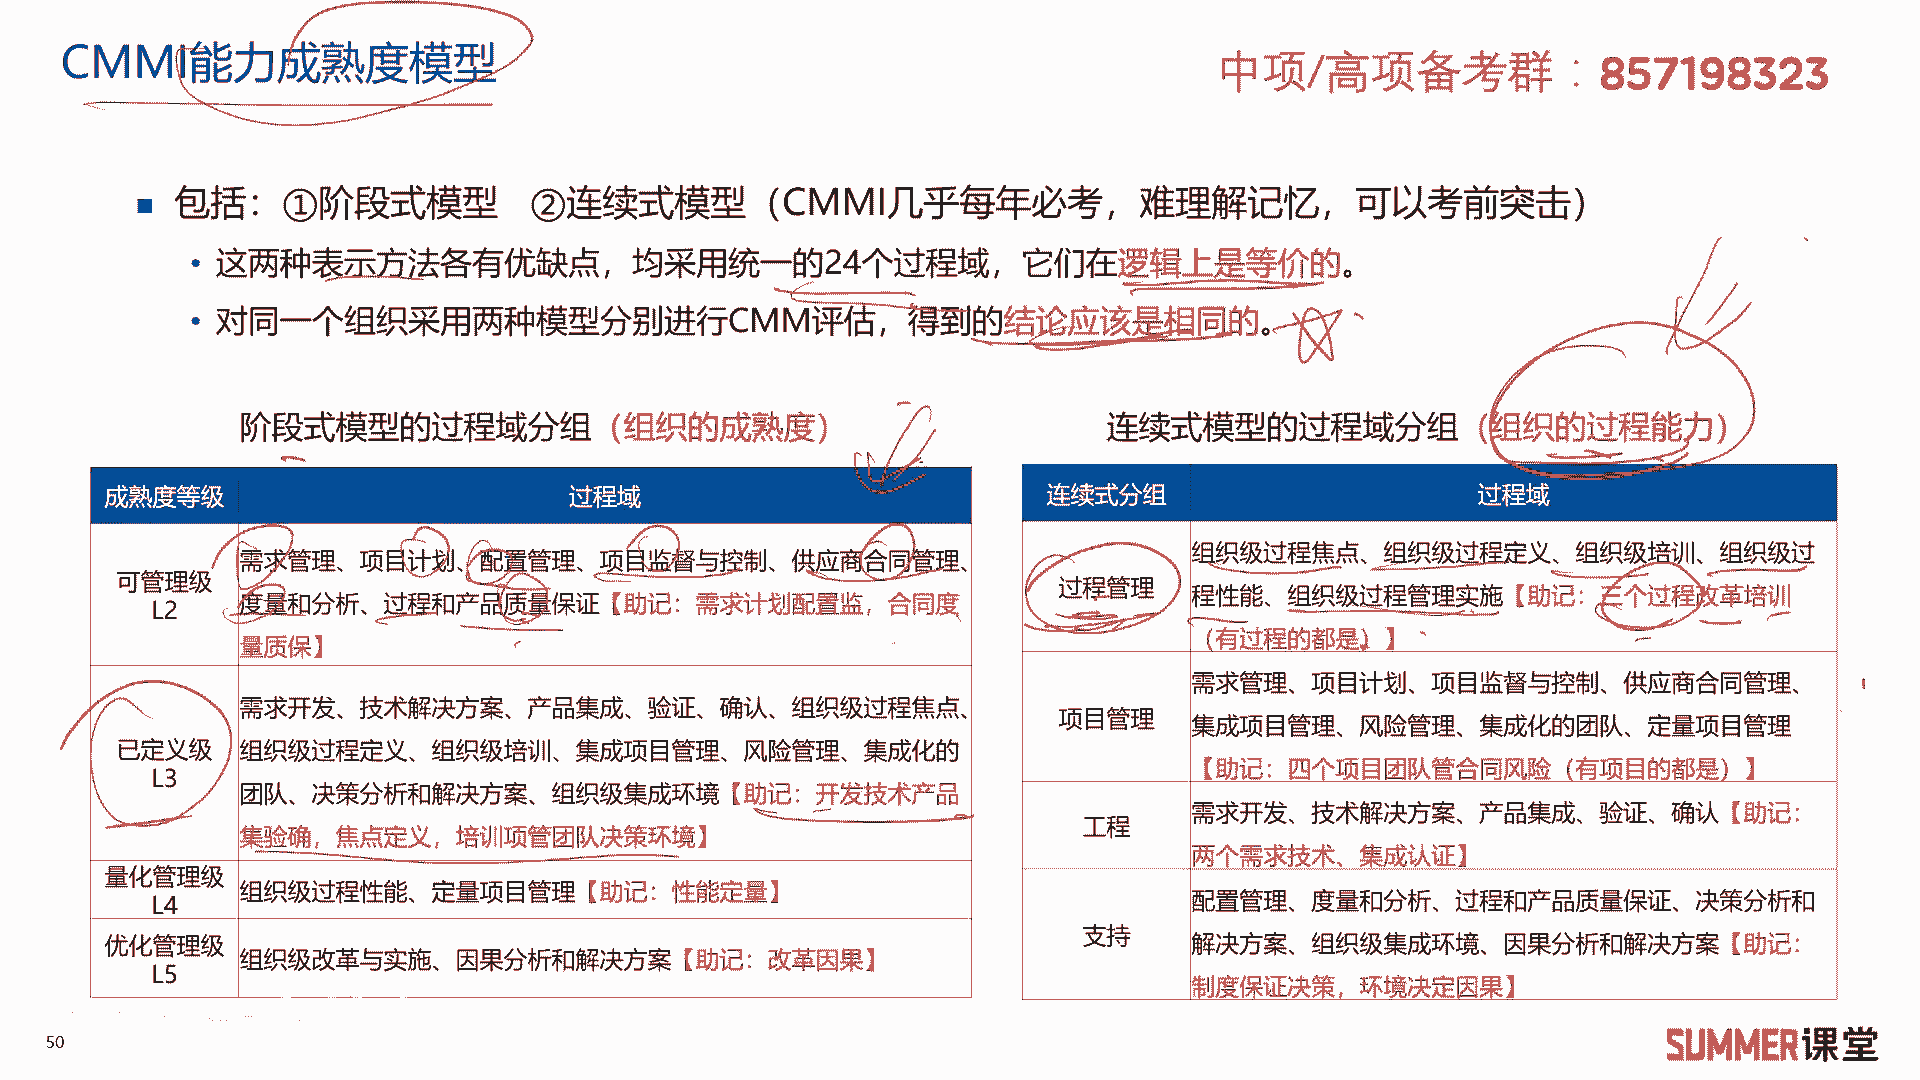 CMMI能力成熟度模型
中项/高项备考群：857198323
包括：①阶段式模型 ②连续式模型（CMMI几乎每年必考，难理解记忆，可以考前突击）
这两种表示方法各有优缺点，均采用统一的24个过程域，它们在逻辑上是等价的。
对同一个组织采用两种模型分别进行CMM评估，得到的结论应该是相同的。
阶段式模型的过程域分组（组织的成熟度）
成熟度等级 过程域
可管理级
L2
需求管理、项目计划、配置管理、项目监督与控制、供应商合同管理、
度量和分析、过程和产品质量保证【助记：需求计划配置监，合同度
量质保】
已定义级
L3
需求开发、技术解决方案、产品集成、验证、确认、组织级过程焦点、
组织级过程定义、组织级培训、集成项目管理、风险管理、集成化的
团队、决策分析和解决方案、组织级集成环境【助记：开发技术产品
集验确，焦点定义，培训项管团队决策环境】
量化管理级
L4
组织级过程性能、定量项目管理【助记：性能定量】
优化管理级
L5
组织级改革与实施、因果分析和解决方案【助记：改革因果】
连续式模型的过程域分组（组织的过程能力）
连续式分组 过程域
过程管理
组织级过程焦点、组织级过程定义、组织级培训、组织级过
程性能、组织级过程管理实施【助记：三个过程改革培训
（有过程的都是）】
项目管理
需求管理、项目计划、项目监督与控制、供应商合同管理、
集成项目管理、风险管理、集成化的团队、定量项目管理
【助记：四个项目团队管合同风险（有项目的都是）】
工程
需求开发、技术解决方案、产品集成、验证、确认【助记：
两个需求技术、集成认证】
支持
配置管理、度量和分析、过程和产品质量保证、决策分析和
解决方案、组织级集成环境、因果分析和解决方案【助记：
制度保证决策，环境决定因果】
50
SUMMER课堂